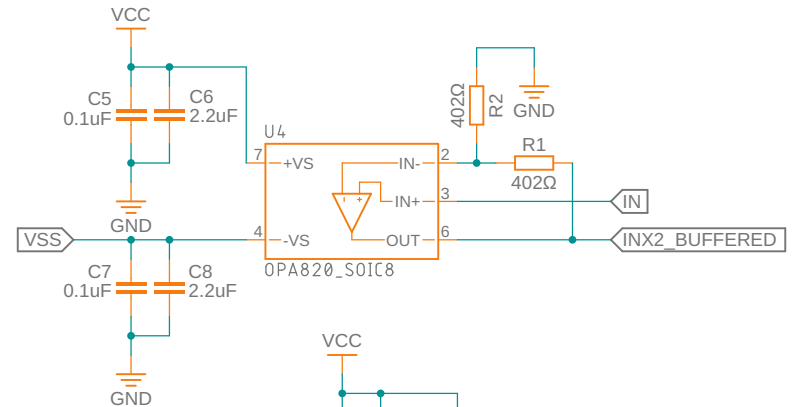 VCC
C5
0.1uF
C6
2.2uF
GND
402Ω
R2
GND
R1
402Ω
U4
7
+VS
IN-
2
IN+
3
4
-VS
OUT
6
- +
OPA820_SOIC8
IN
INX2_BUFFERED
VSS
C7
0.1uF
C8
2.2uF
GND
VCC